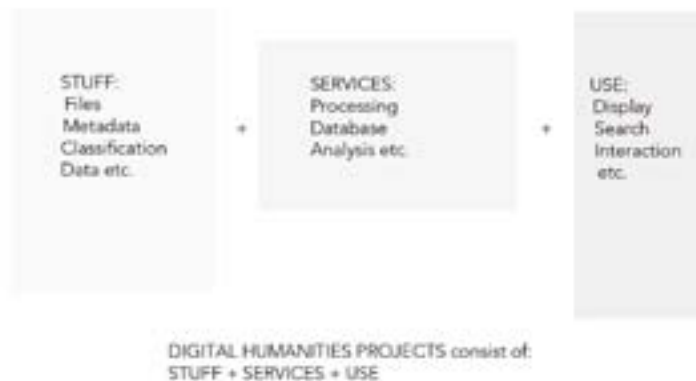 STUFF:
Files
Metadata
Classification
Data etc.
+
SERVICES:
Processing
Database
Analysis etc.
+
USE:
Display
Search
Interaction
etc.
DIGITAL HUMANITIES PROJECTS consist of:
STUFF + SERVICES + USE